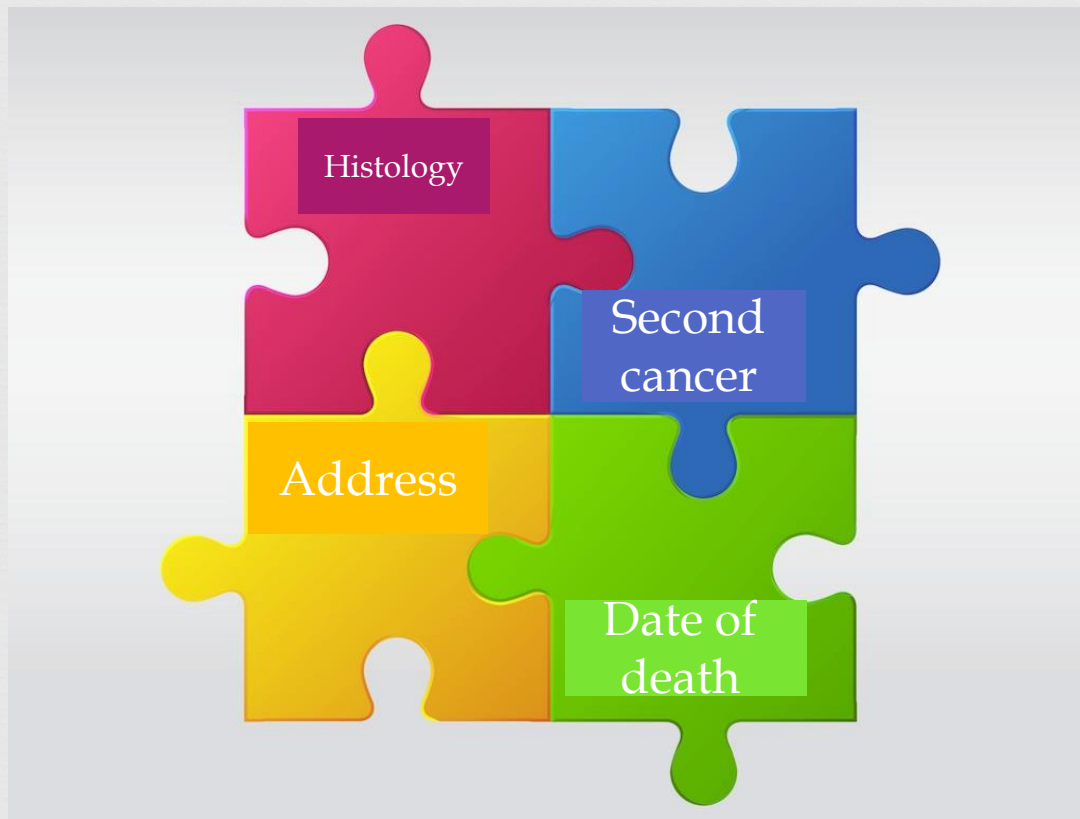 Histology
Second
cancer
Address
Date of
death